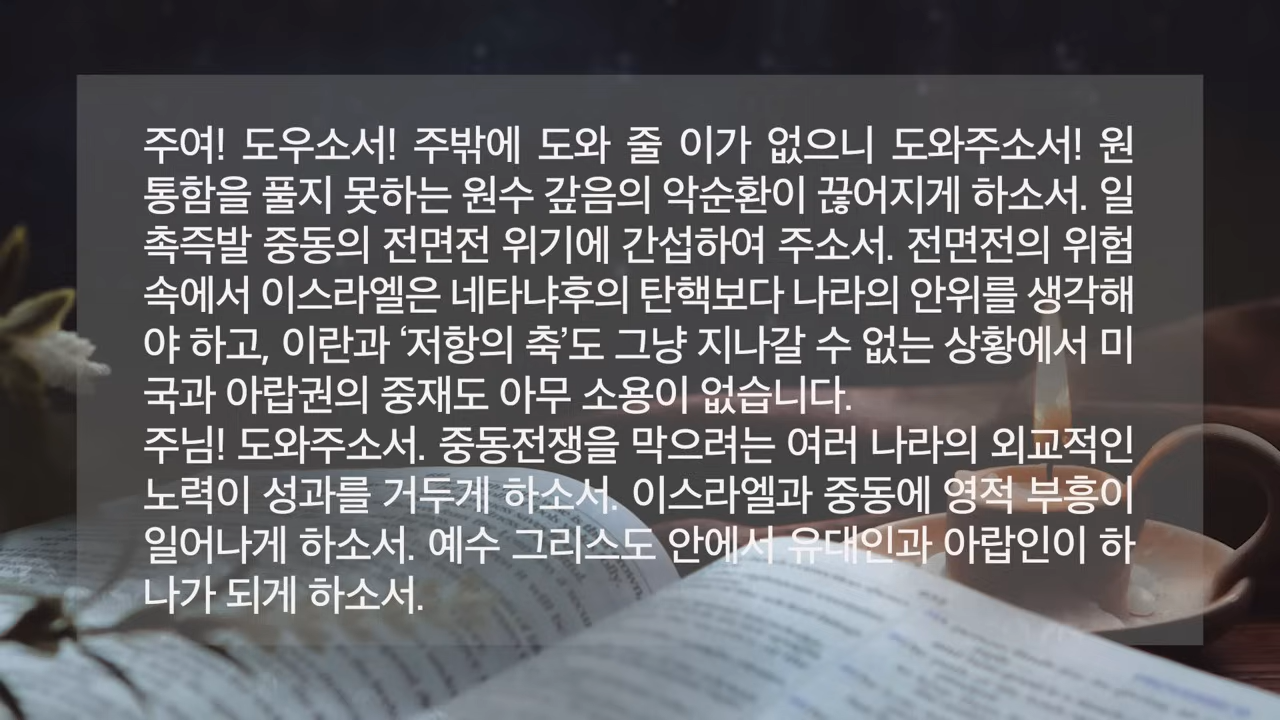 주여! 도우소서! 주밖에 도와 줄 이가 없으니 도와주소서! 원
통함을 풀지 못하는 원수 갚음의 악순환이 끊어지게 하소서. 일
촉즉발 중동의 전면전 위기에 간섭하여 주소서. 전면전의 위험
속에서 이스라엘은 네타냐후의 탄핵보다 나라의 안위를 생각해
야 하고, 이란과 ‘저항의 축’도 그냥 지나갈 수 없는 상황에서 미
국과 아랍권의 중재도 아무 소용이 없습니다.
주님! 도와주소서. 중동전쟁을 막으려는 여러 나라의 외교적인
노력이 성과를 거두게 하소서. 이스라엘과 중동에 영적 부흥이
일어나게 하소서. 예수 그리스도 안에서 유대인과 아랍인이 하
나가 되게 하소서.